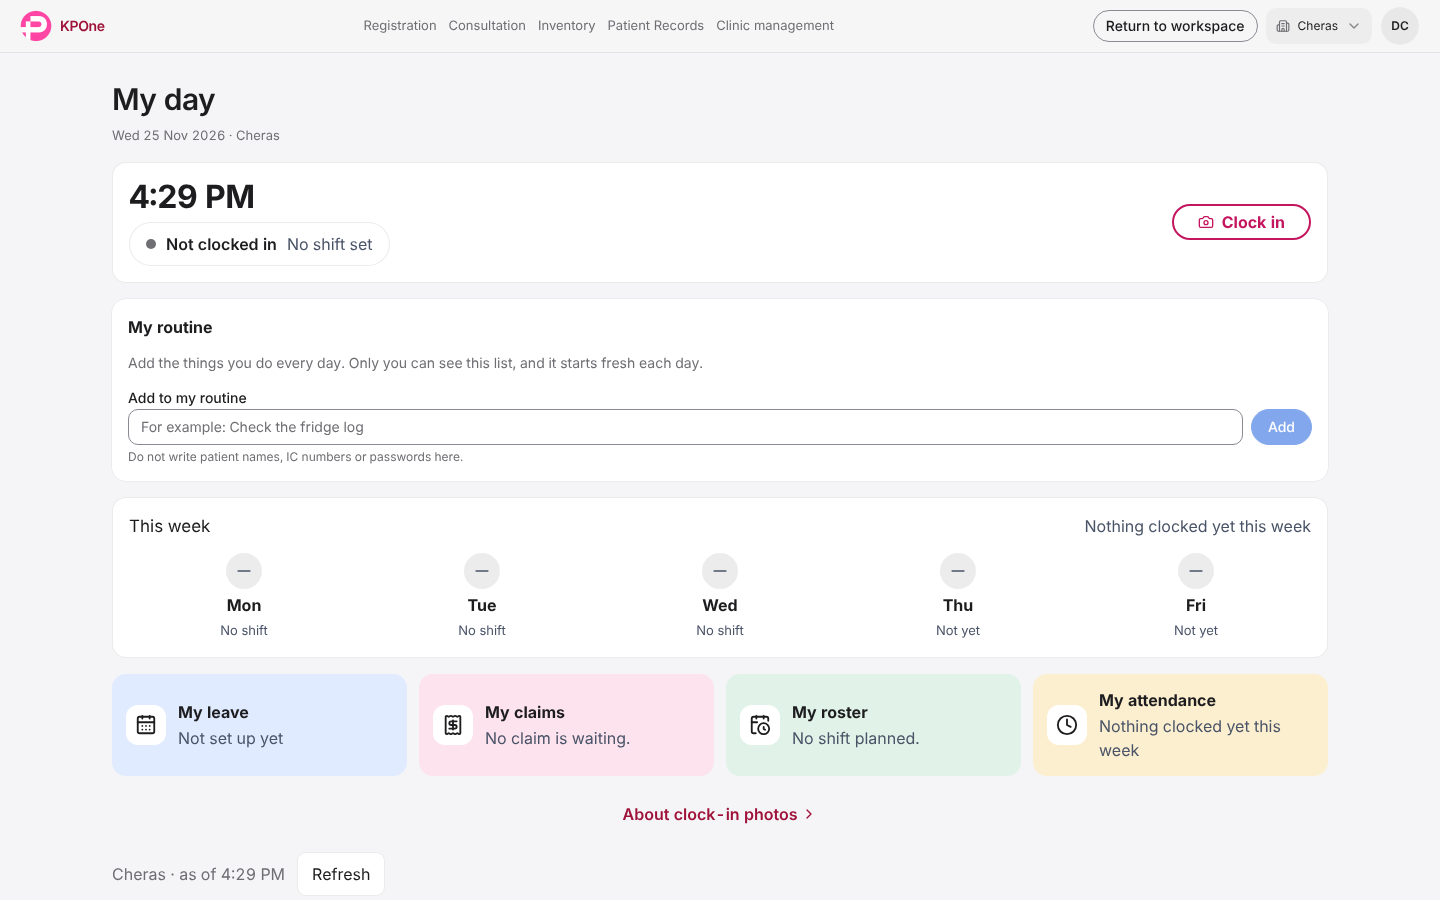 KPOne
Registration Consultation Inventory Patient Records Clinic management
Return to workspace
Cheras
DC
My day
Wed 25 Nov 2026 · Cheras
4:29 PM
Not clocked in No shift set
Clock in
My routine
Add the things you do every day. Only you can see this list, and it starts fresh each day.
Add to my routine
For example: Check the fridge log
Add
Do not write patient names, IC numbers or passwords here.
This week
Nothing clocked yet this week
Mon Tue Wed Thu Fri
No shift No shift No shift Not yet Not yet
My leave
Not set up yet
My claims
No claim is waiting.
My roster
No shift planned.
My attendance
Nothing clocked yet this
week
About clock-in photos
Cheras · as of 4:29 PM
Refresh